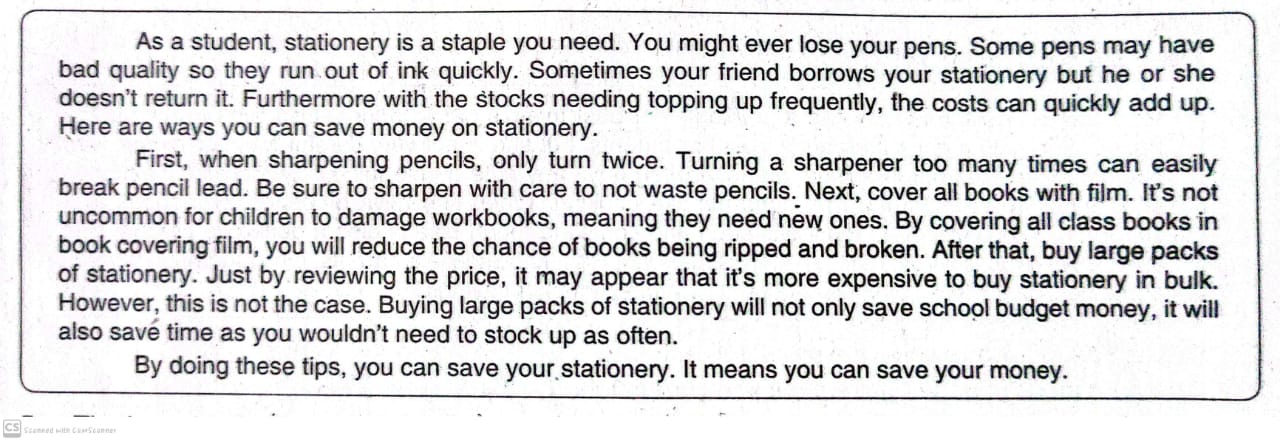 As a student, stationery is a staple you need. You might ever lose your pens. Some pens may have
bad quality so they run out of ink quickly. Sometimes your friend borrows your stationery but he or she
doesn't return it. Furthermore with the stocks needing topping up frequently, the costs can quickly add up.
Here are ways you can save money on stationery.
First, when sharpening pencils, only turn twice. Turning a sharpener too many times can easily
break pencil lead. Be sure to sharpen with care to not waste pencils. Next, cover all books with film. It's not
uncommon for children to damage workbooks, meaning they need new ones. By covering all class books in
book covering film, you will reduce the chance of books being ripped and broken. After that, buy large packs
of stationery. Just by reviewing the price, it may appear that it's more expensive to buy stationery in bulk.
However, this is not the case. Buying large packs of stationery will not only save school budget money, it will
also save time as you wouldn't need to stock up as often.
By doing these tips, you can save your stationery. It means you can save your money.
CS Scanned with CamScanner